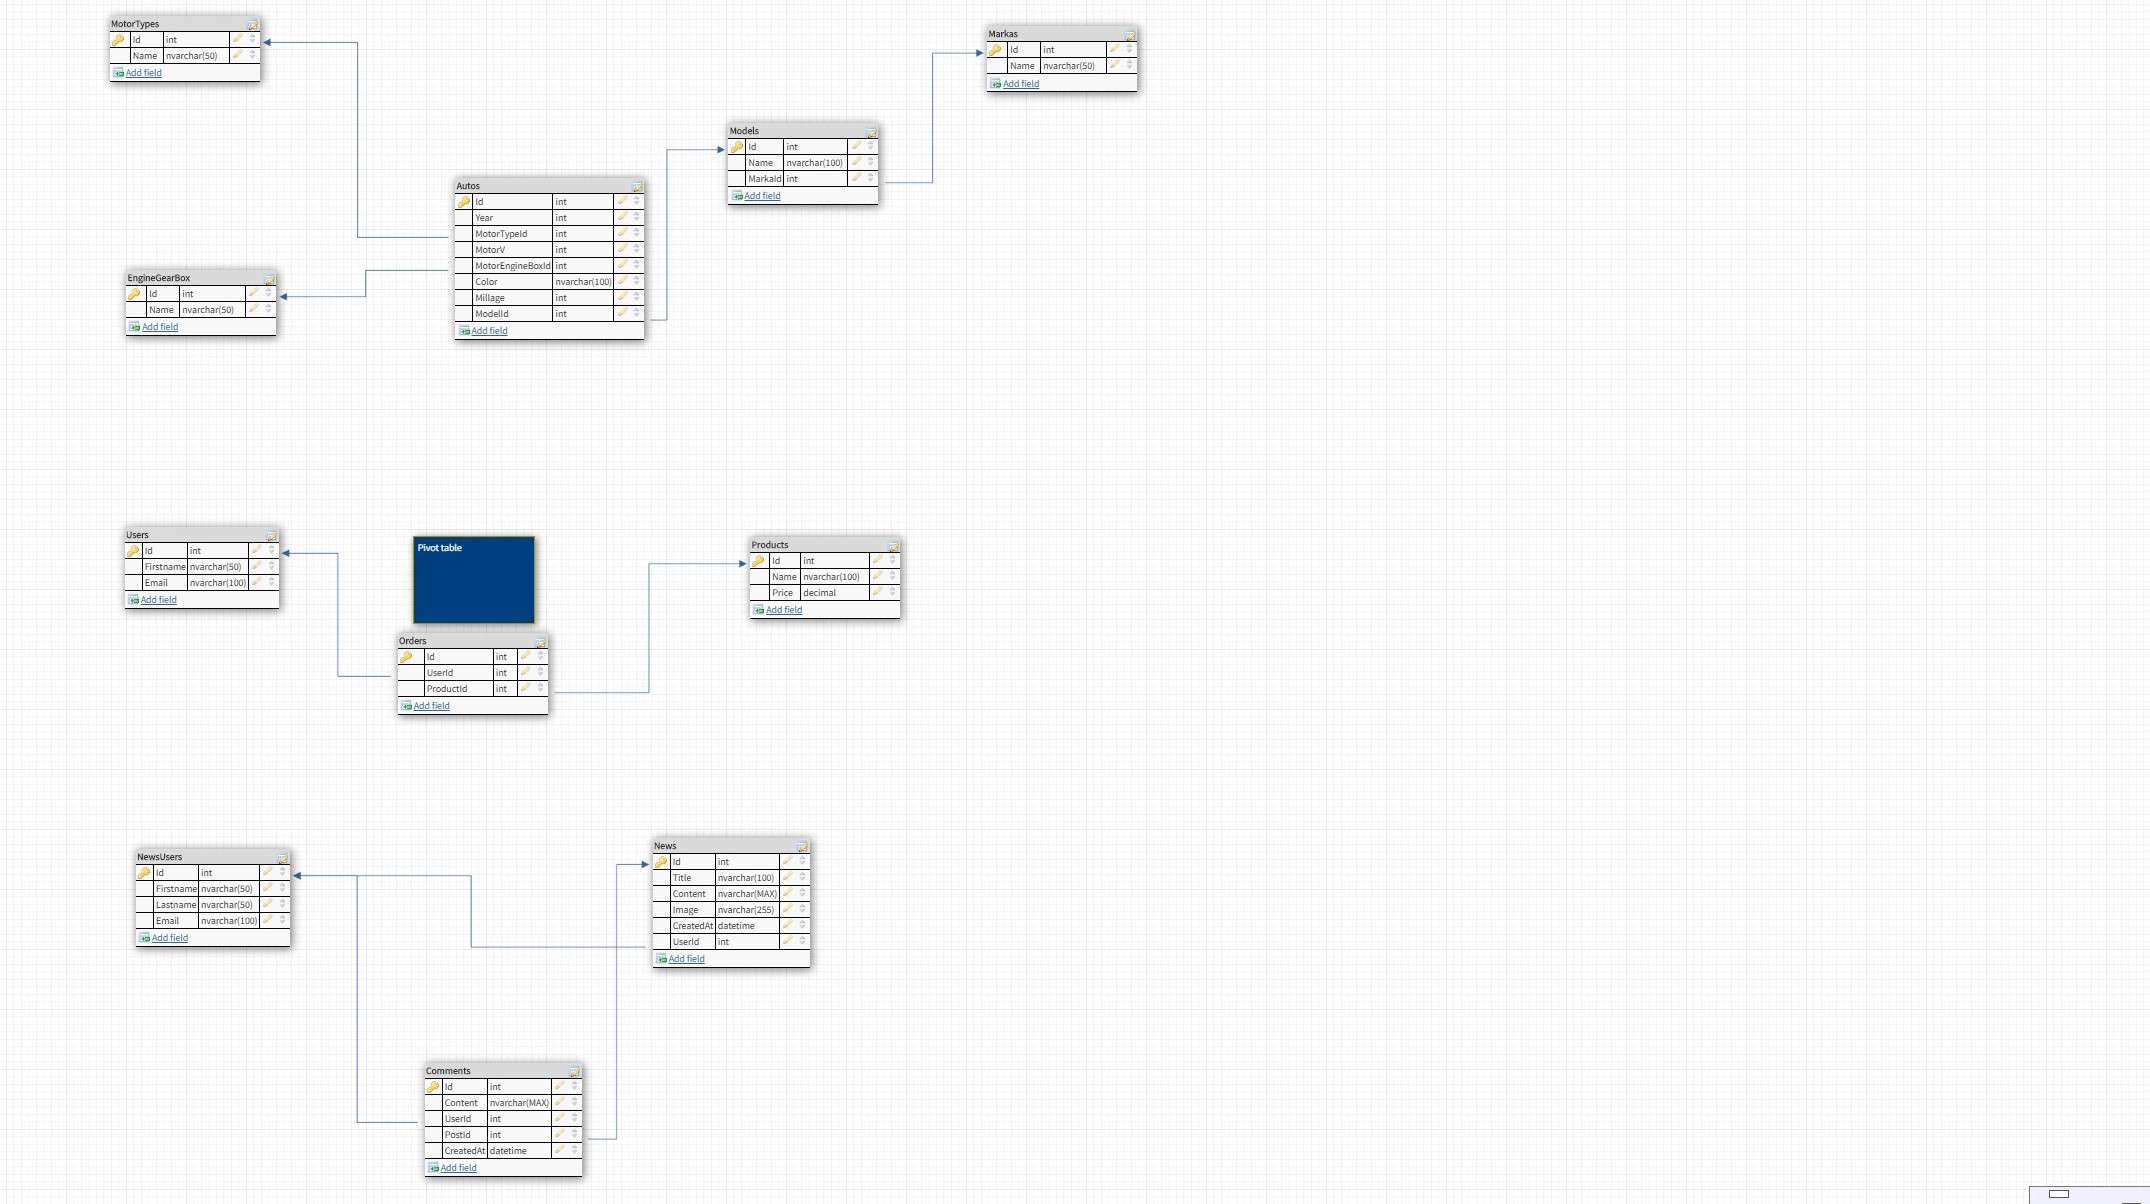 MotorTypes
Id int
Name nvarchar(50)
Add field
Markas
Id int
Name nvarchar(50)
Add field
Models
Id int
Name nvarchar(100)
MarkaId int
Add field
Autos
Id int
Year int
MotorTypeId int
MotorV int
MotorEngineBoxId int
Color nvarchar(100)
Millage int
ModelId int
Add field
EngineGearBox
Id int
Name nvarchar(50)
Add field
Users
Id int
Firstname nvarchar(50)
Email nvarchar(100)
Add field
Pivot table
Products
Id int
Name nvarchar(100)
Price decimal
Add field
Orders
Id int
UserId int
ProductId int
Add field
NewsUsers
Id int
Firstname nvarchar(50)
Lastname nvarchar(50)
Email nvarchar(100)
Add field
News
Id int
Title nvarchar(100)
Content nvarchar(MAX)
Image nvarchar(255)
CreatedAt datetime
UserId int
Add field
Comments
Id int
Content nvarchar(MAX)
UserId int
PostId int
CreatedAt datetime
Add field